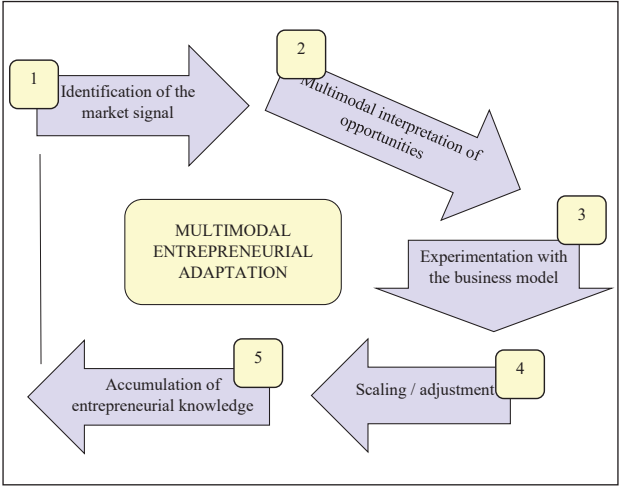 1
Identification of the
market signal
2
Multimodal interpretation of
opportunities
3
Experimentation with
the business model
4
Scaling / adjustment
5
Accumulation of
entrepreneurial knowledge
MULTIMODAL
ENTREPRENEURIAL
ADAPTATION